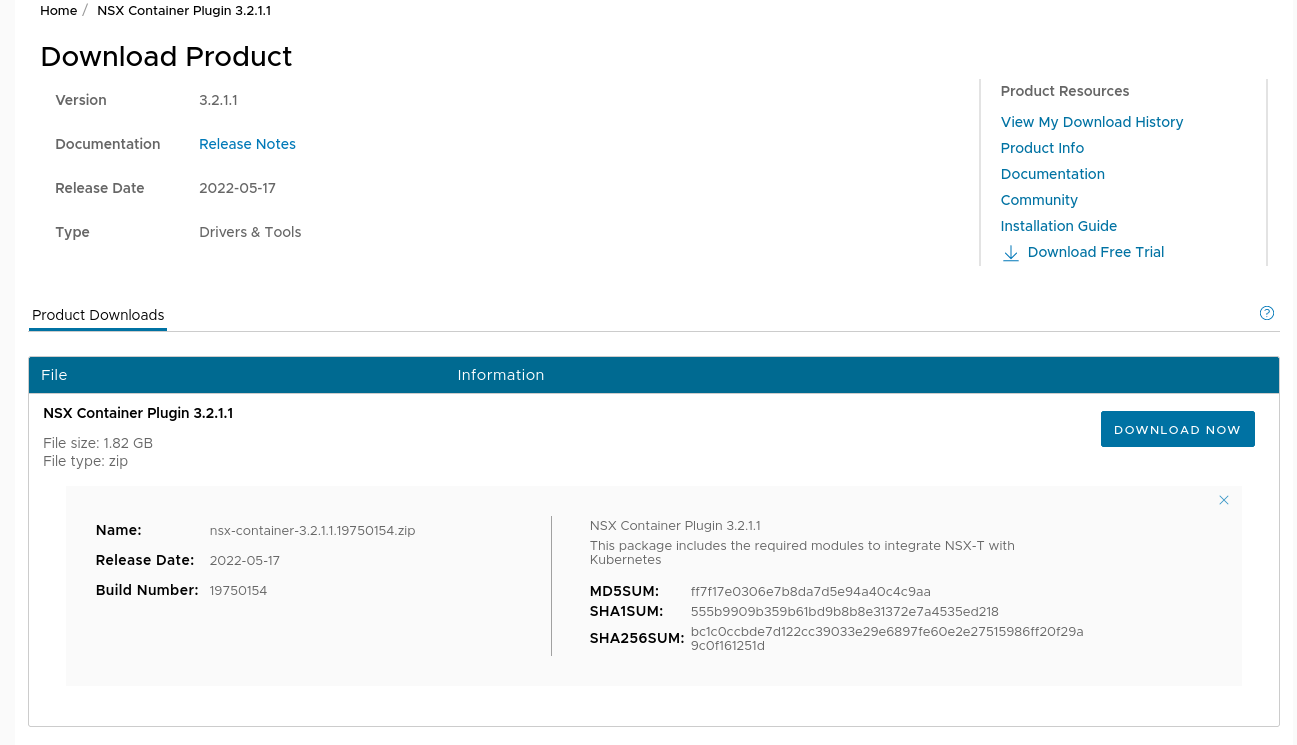 Home / NSX Container Plugin 3.2.1.1
Download Product
Version 3.2.1.1
Documentation Release Notes
Release Date 2022-05-17
Type Drivers & Tools
Product Resources
View My Download History
Product Info
Documentation
Community
Installation Guide
Download Free Trial
Product Downloads
File Information
NSX Container Plugin 3.2.1.1
File size: 1.82 GB
File type: zip
DOWNLOAD NOW
Name: nsx-container-3.2.1.1.19750154.zip
Release Date: 2022-05-17
Build Number: 19750154
NSX Container Plugin 3.2.1.1
This package includes the required modules to integrate NSX-T with
Kubernetes
MD5SUM: ff7f17e0306e7b8da7d5e94a40c4c9aa
SHA1SUM: 555b9909b359b61bd9b8b8e31372e7a4535ed218
SHA256SUM: bc1c0ccbde7d122cc39033e29e6897fe60e2e27515986ff20f29a
9c0f161251d